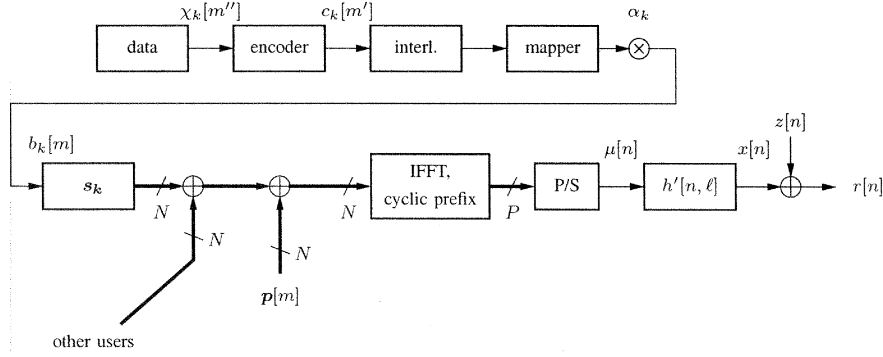 χ_k[m''] c_k[m'] α_k
data encoder interl. mapper ×
b_k[m] μ[n] x[n] z[n]
s_k IFFT, cyclic prefix P/S h'[n, ℓ] r[n]
N N P
N N
p[m]
other users